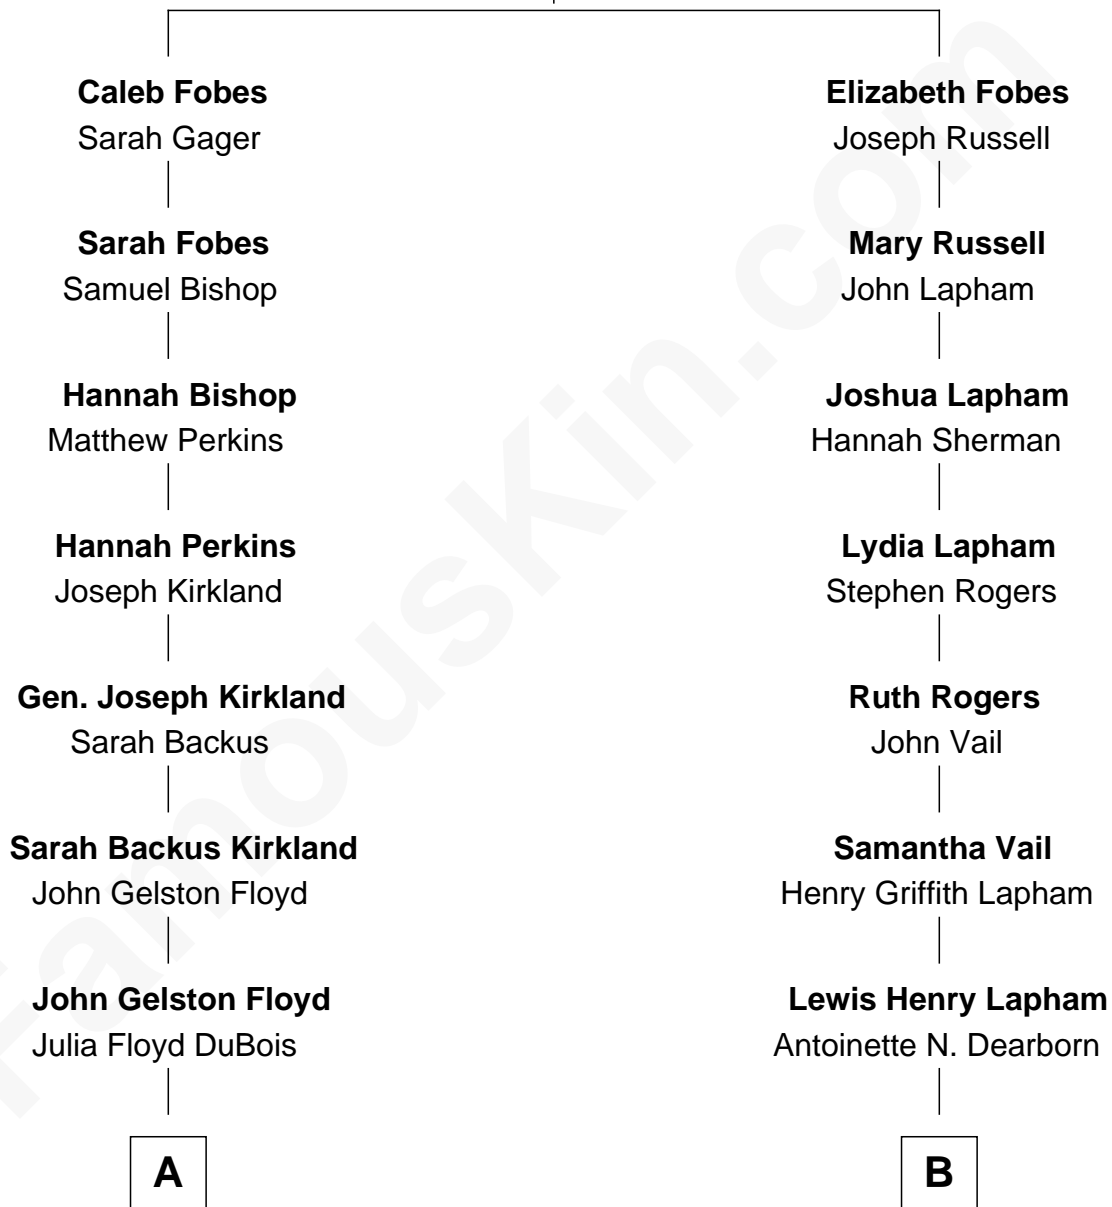 Caleb Fobes
Sarah Gager
Sarah Fobes
Samuel Bishop
Hannah Bishop
Matthew Perkins
Hannah Perkins
Joseph Kirkland
Gen. Joseph Kirkland
Sarah Backus
Sarah Backus Kirkland
John Gelston Floyd
John Gelston Floyd
Julia Floyd DuBois
A
Elizabeth Fobes
Joseph Russell
Mary Russell
John Lapham
Joshua Lapham
Hannah Sherman
Lydia Lapham
Stephen Rogers
Ruth Rogers
John Vail
Samantha Vail
Henry Griffith Lapham
Lewis Henry Lapham
Antoinette N. Dearborn
B
FamousKin.com